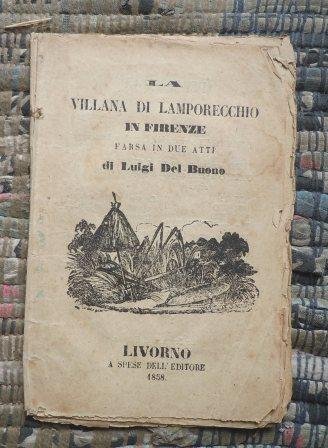 LA
VILLANA DI LAMPORECCHIO
IN FIRENZE
FARSA IN DUE ATTI
di Luigi Del Buono
LIVORNO
A SPESE DELL'EDITORE
1858.